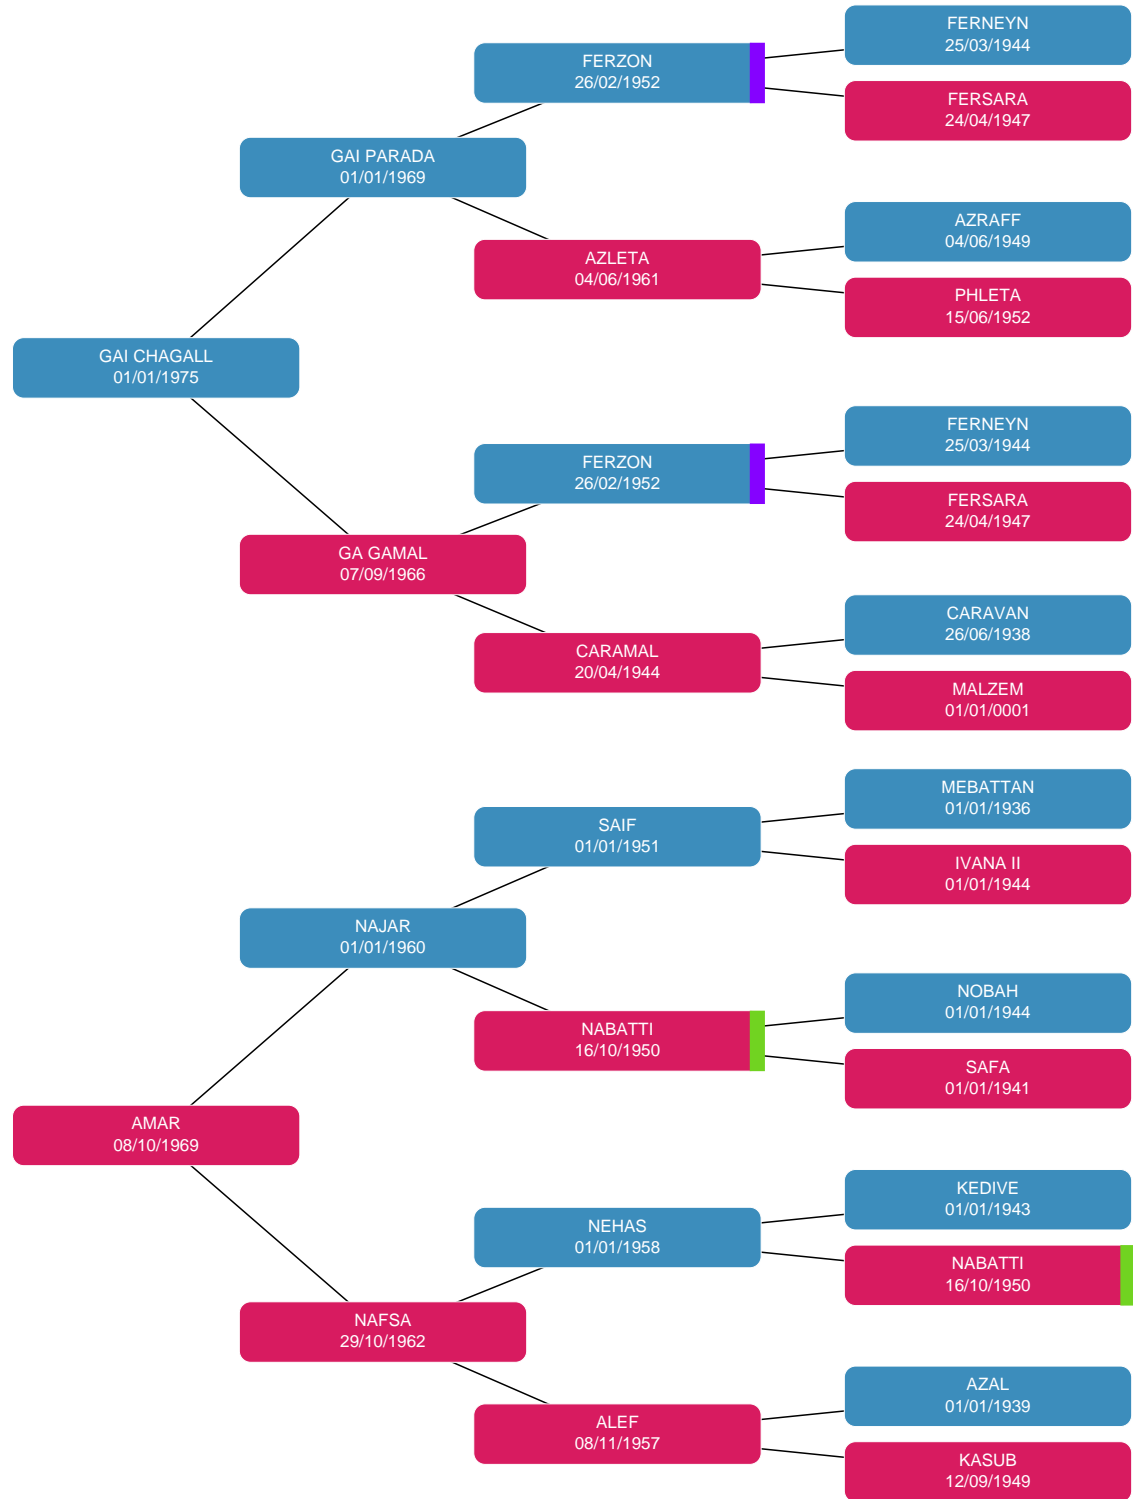 FERNEYN
25/03/1944
FERZON
26/02/1952
FERSARA
24/04/1947
GAI PARADA
01/01/1969
AZRAFF
04/06/1949
AZLETA
04/06/1961
PHLETA
15/06/1952
GAI CHAGALL
01/01/1975
FERNEYN
25/03/1944
FERZON
26/02/1952
FERSARA
24/04/1947
GA GAMAL
07/09/1966
CARAVAN
26/06/1938
CARAMAL
20/04/1944
MALZEM
01/01/0001
MEBATTAN
01/01/1936
SAIF
01/01/1951
IVANA II
01/01/1944
NAJAR
01/01/1960
NOBAH
01/01/1944
NABATTI
16/10/1950
SAFA
01/01/1941
AMAR
08/10/1969
KEDIVE
01/01/1943
NEHAS
01/01/1958
NABATTI
16/10/1950
NAFSA
29/10/1962
AZAL
01/01/1939
ALEF
08/11/1957
KASUB
12/09/1949